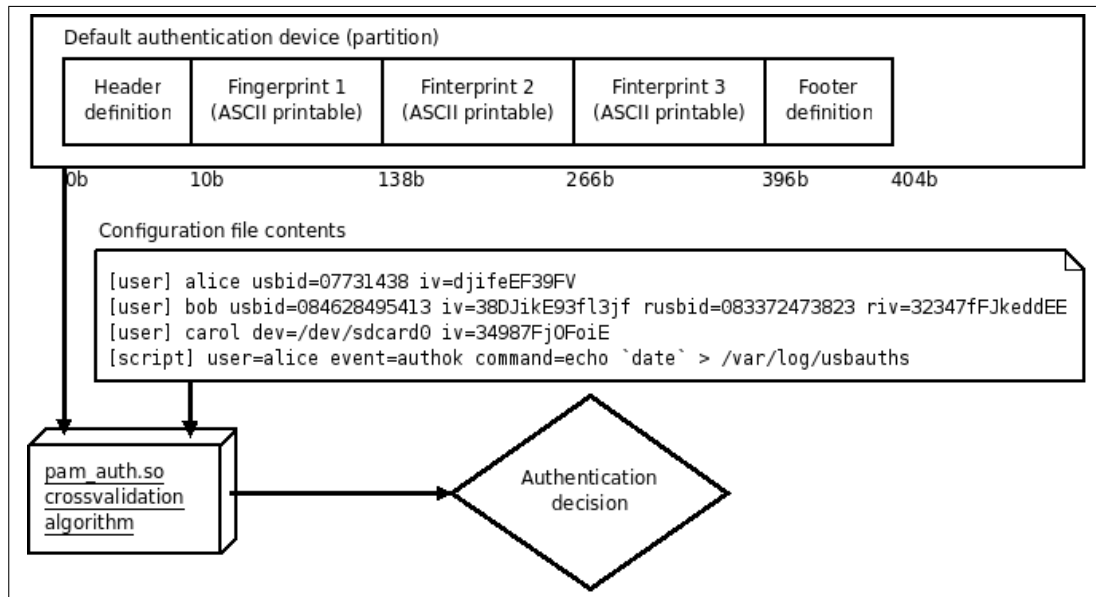 Default authentication device (partition)
Header definition
Fingerprint 1 (ASCII printable)
Finterprint 2 (ASCII printable)
Finterprint 3 (ASCII printable)
Footer definition
0b 10b 138b 266b 396b 404b
Configuration file contents
[user] alice usbid=07731438 iv=djifeEF39FV
[user] bob usbid=084628495413 iv=38DJikE93fl3jf rusbid=083372473823 riv=32347fFJkeddEE
[user] carol dev=/dev/sdcard0 iv=34987FjOFoiE
[script] user=alice event=authok command=echo `date` > /var/log/usbauths
pam_auth.so
crossvalidation
algorithm
Authentication
decision